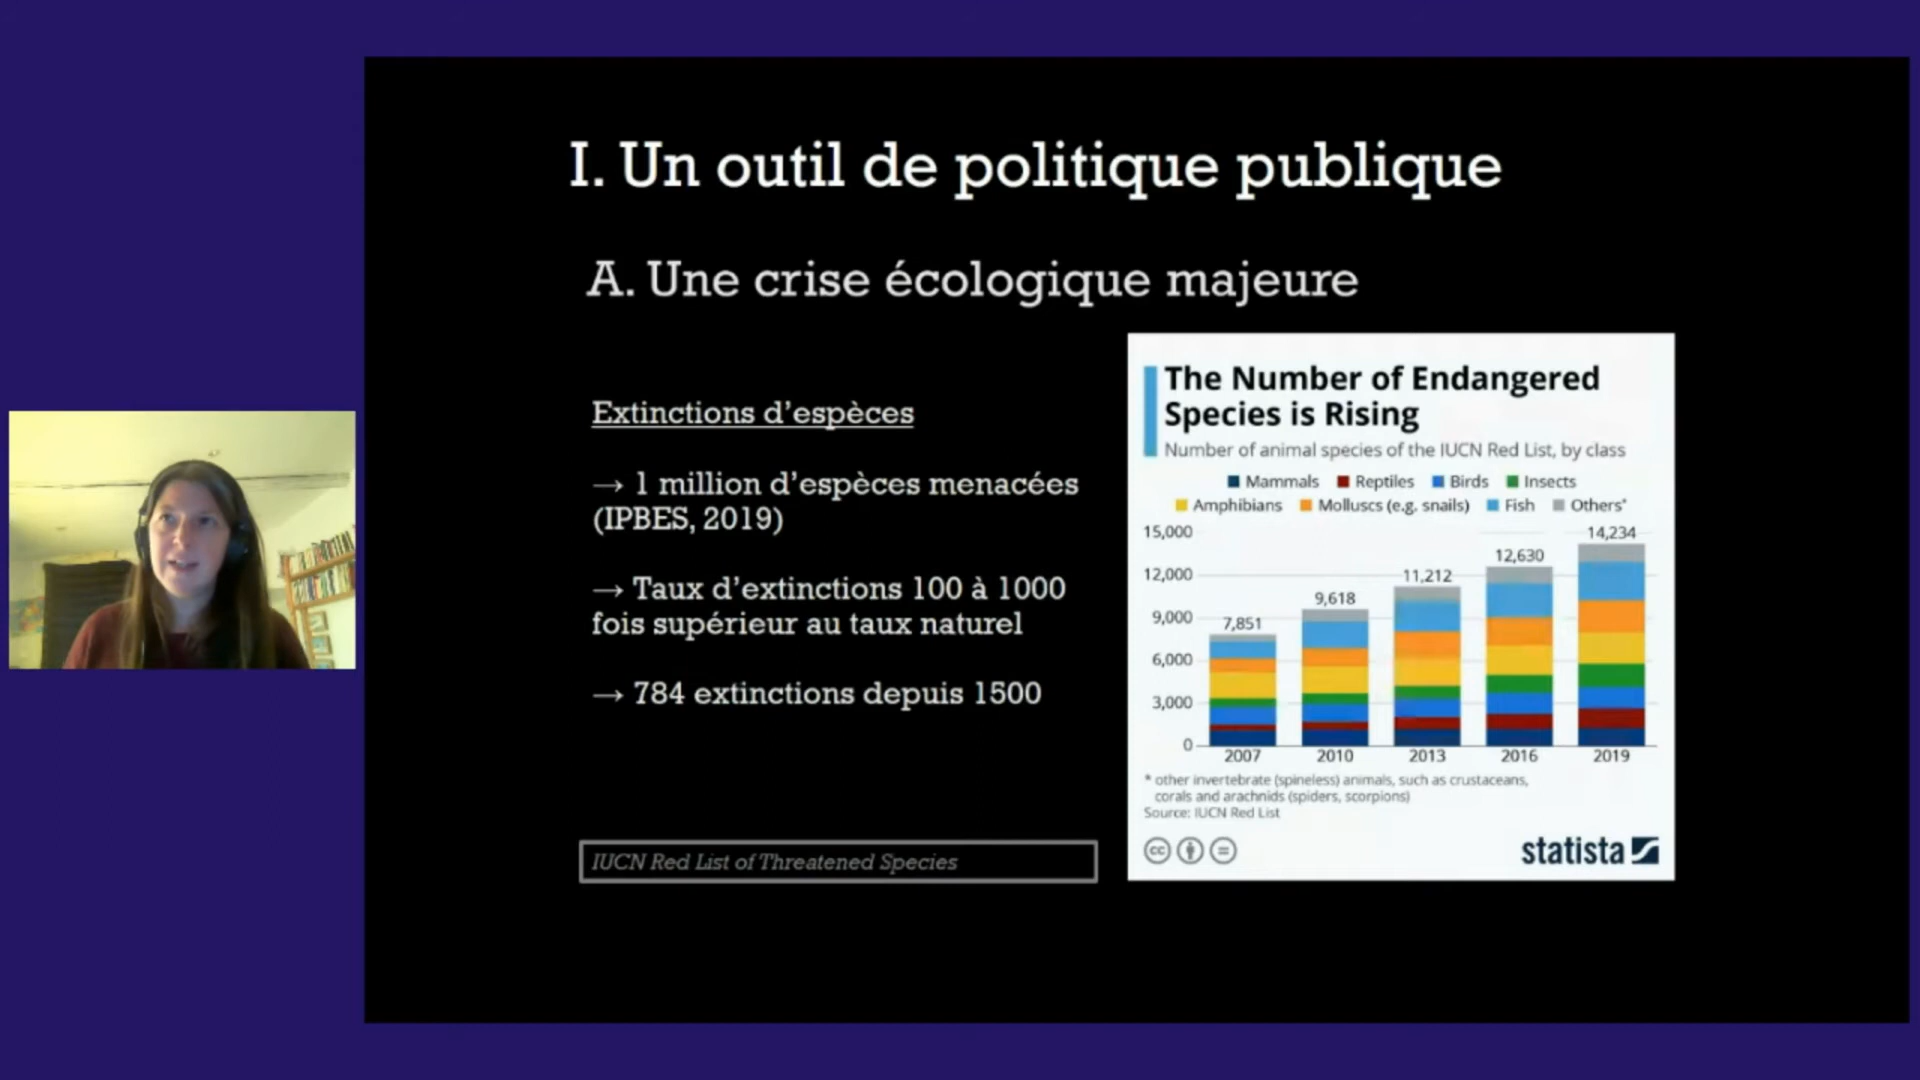 I. Un outil de politique publique
A. Une crise écologique majeure
Extinctions d’espèces
→ 1 million d’espèces menacées
(IPBES, 2019)
→ Taux d’extinctions 100 à 1000
fois supérieur au taux naturel
→ 784 extinctions depuis 1500
IUCN Red List of Threatened Species
The Number of Endangered
Species is Rising
Number of animal species of the IUCN Red List, by class
Mammals Reptiles Birds Insects
Amphibians Molluscs (e.g. snails) Fish Others*
15,000
12,000
9,000
6,000
3,000
0
7,851
9,618
11,212
12,630
14,234
2007 2010 2013 2016 2019
* other invertebrate (spineless) animals, such as crustaceans,
corals and arachnids (spiders, scorpions)
Source: IUCN Red List
cc
statista